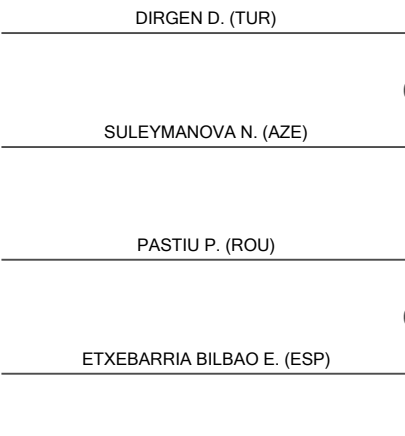 DIRGEN D. (TUR)
SULEYMANOVA N. (AZE)
PASTIU P. (ROU)
ETXEBARRIA BILBAO E. (ESP)